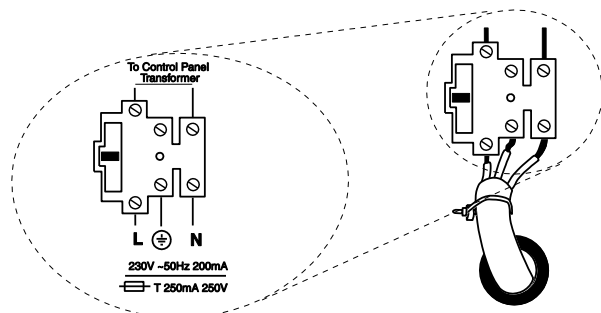 To Control Panel
Transformer
L N
230V ~50Hz 200mA
T 250mA 250V